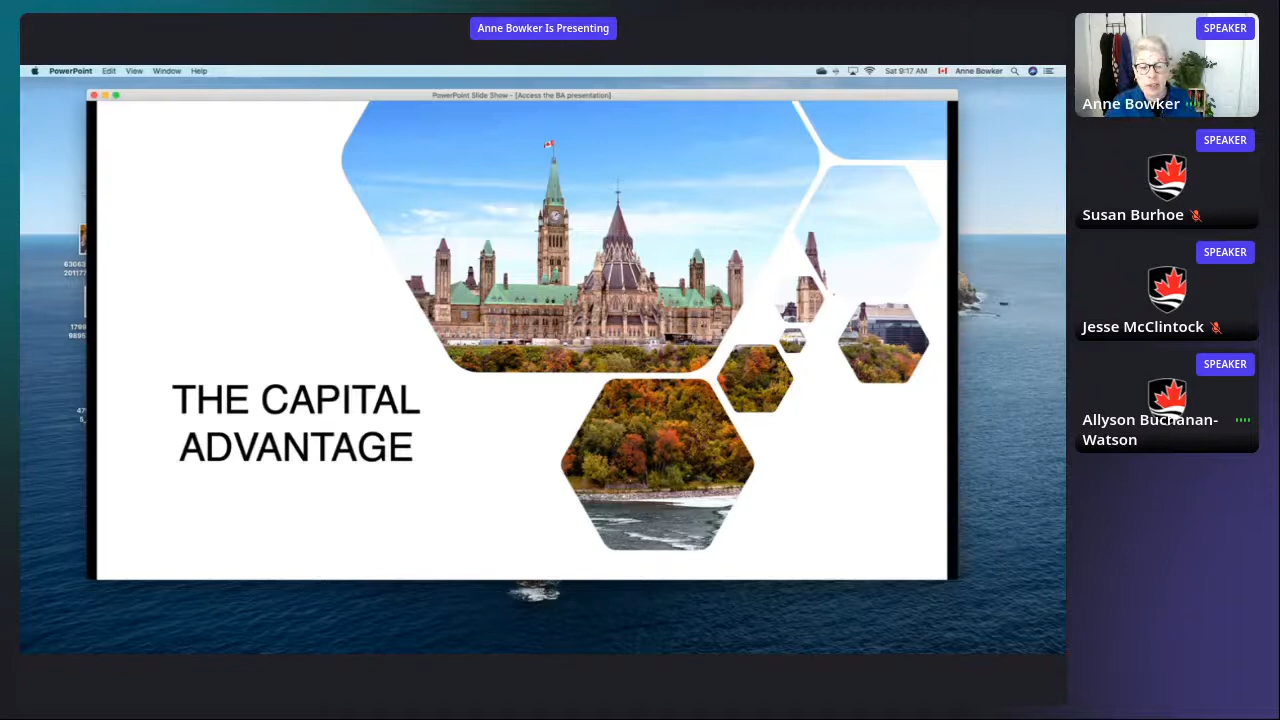 Anne Bowker Is Presenting
SPEAKER
Anne Bowker
SPEAKER
Susan Burhoe
SPEAKER
Jesse McClintock
SPEAKER
Allyson Buchanan-
Watson
PowerPoint Edit View Window Help
Sat 9:17 AM Anne Bowker
PowerPoint Slide Show - [Access the BA presentation]
THE CAPITAL
ADVANTAGE